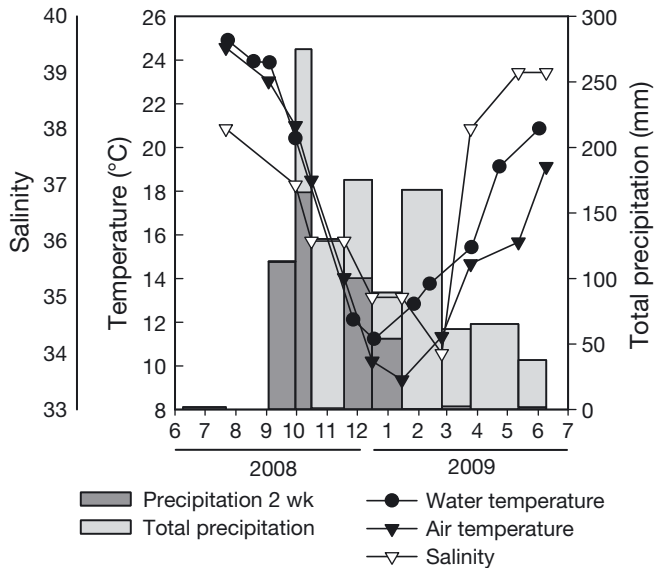 Salinity
40
39
38
37
36
35
34
33
Temperature (°C)
26
24
22
20
18
16
14
12
10
8
Total precipitation (mm)
300
250
200
150
100
50
0
6 7 8 9 10 11 12 1 2 3 4 5 6 7
2008 2009
Precipitation 2 wk
Total precipitation
Water temperature
Air temperature
Salinity